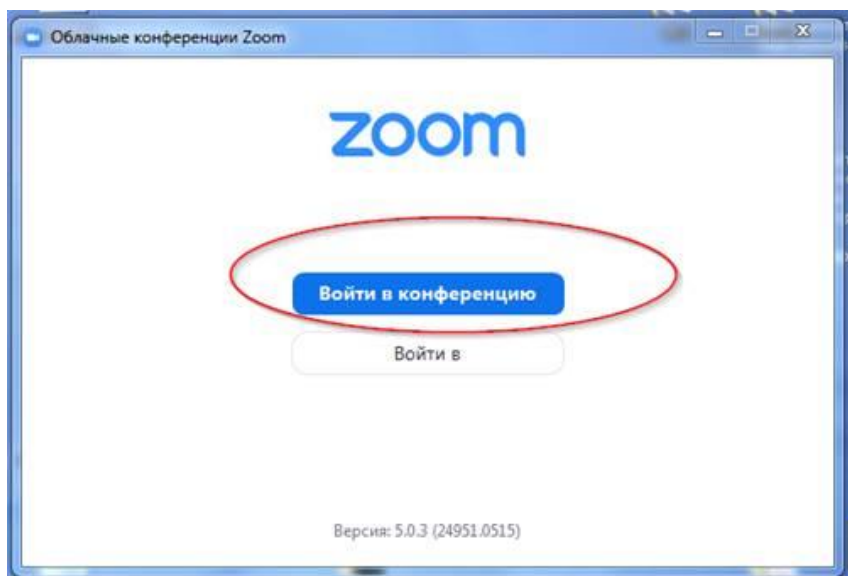 Облачные конференции Zoom
zoom
Войти в конференцию
Войти в
Версия: 5.0.3 (24951.0515)